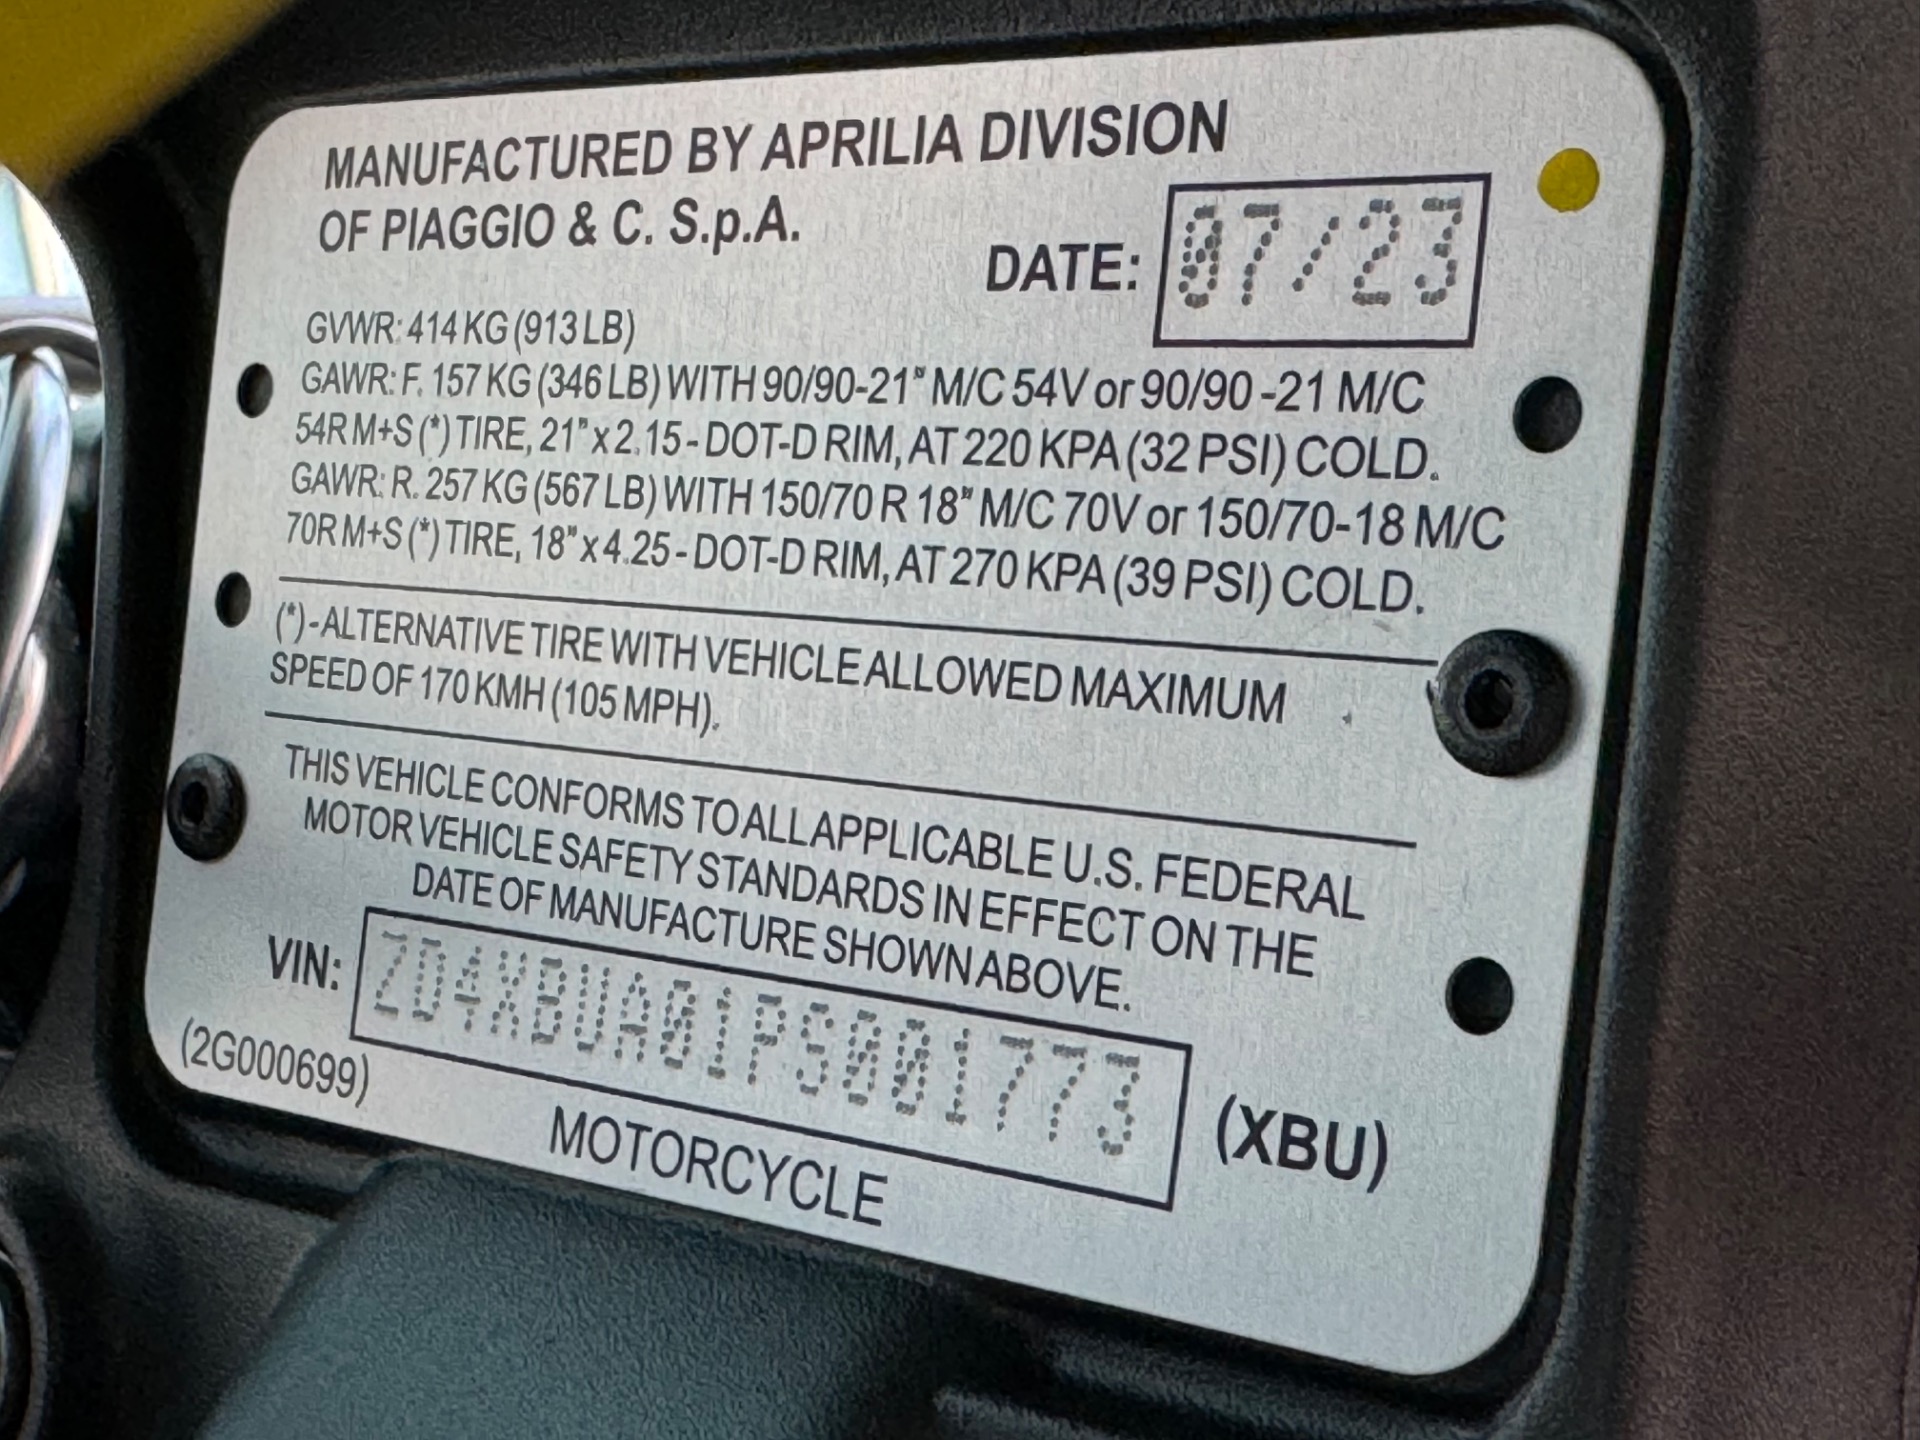 MANUFACTURED BY APRILIA DIVISION
OF PIAGGIO & C. S.p.A.
DATE: 07/23
GVWR: 414 KG (913 LB)
GAWR: F. 157 KG (346 LB) WITH 90/90-21" M/C 54V or 90/90 -21 M/C
54R M+S (*) TIRE, 21" x 2.15 - DOT-D RIM, AT 220 KPA (32 PSI) COLD.
GAWR: R. 257 KG (567 LB) WITH 150/70 R 18" M/C 70V or 150/70-18 M/C
70R M+S (*) TIRE, 18" x 4.25 - DOT-D RIM, AT 270 KPA (39 PSI) COLD.
(*) - ALTERNATIVE TIRE WITH VEHICLE ALLOWED MAXIMUM
SPEED OF 170 KMH (105 MPH).
THIS VEHICLE CONFORMS TO ALL APPLICABLE U.S. FEDERAL
MOTOR VEHICLE SAFETY STANDARDS IN EFFECT ON THE
DATE OF MANUFACTURE SHOWN ABOVE.
VIN: ZD4XBUA01PS001773 (XBU)
(2G000699)
MOTORCYCLE